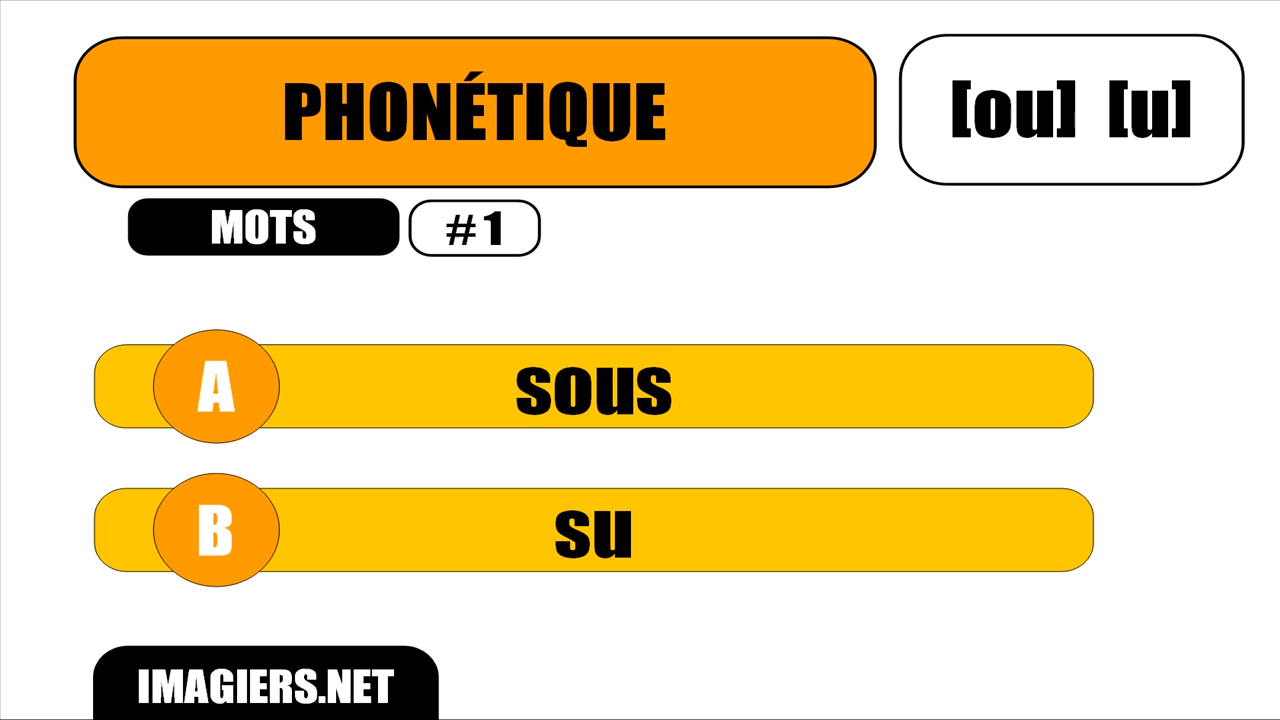 PHONÉTIQUE
[ou] [u]
MOTS
#1
A
sous
B
su
IMAGIERS.NET